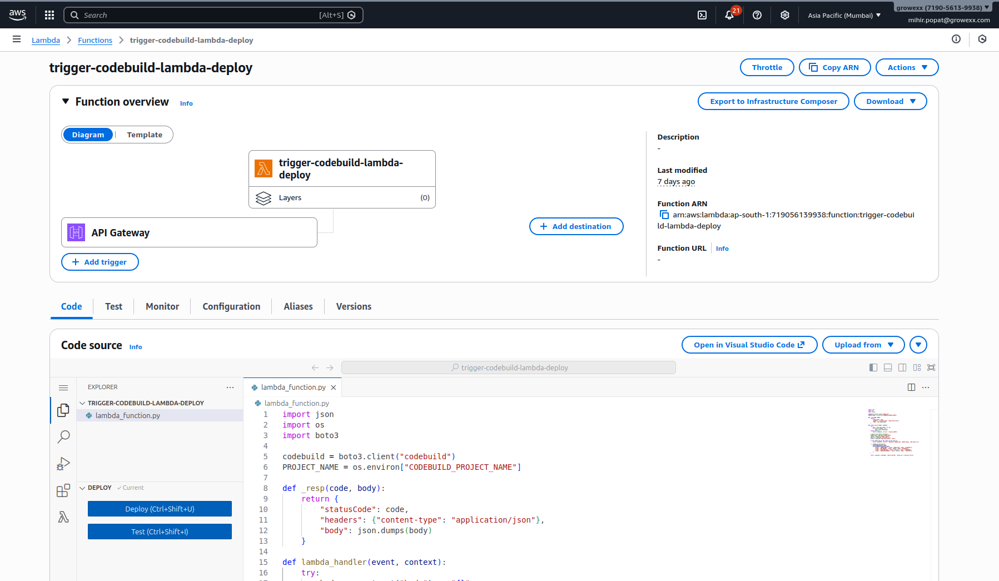 aws
Search
[Alt+S]
21
Asia Pacific (Mumbai)
growexx (7190-5613-9938)
mihir.popat@growexx.com
Lambda
Functions
trigger-codebuild-lambda-deploy
trigger-codebuild-lambda-deploy
Throttle
Copy ARN
Actions
Function overview
Info
Export to Infrastructure Composer
Download
Diagram
Template
trigger-codebuild-lambda-
deploy
Layers
(0)
API Gateway
Add trigger
Add destination
Description
-
Last modified
7 days ago
Function ARN
arn:aws:lambda:ap-south-1:719056139938:function:trigger-codebui
ld-lambda-deploy
Function URL
Info
-
Code
Test
Monitor
Configuration
Aliases
Versions
Code source
Info
Open in Visual Studio Code
Upload from
trigger-codebuild-lambda-deploy
EXPLORER
TRIGGER-CODEBUILD-LAMBDA-DEPLOY
lambda_function.py
DEPLOY
Current
Deploy (Ctrl+Shift+U)
Test (Ctrl+Shift+I)
lambda_function.py
lambda_function.py
1 import json
2 import os
3 import boto3
4
5 codebuild = boto3.client("codebuild")
6 PROJECT_NAME = os.environ["CODEBUILD_PROJECT_NAME"]
7
8 def _resp(code, body):
9 return {
10 "statusCode": code,
11 "headers": {"content-type": "application/json"},
12 "body": json.dumps(body)
13 }
14
15 def lambda_handler(event, context):
16 try: